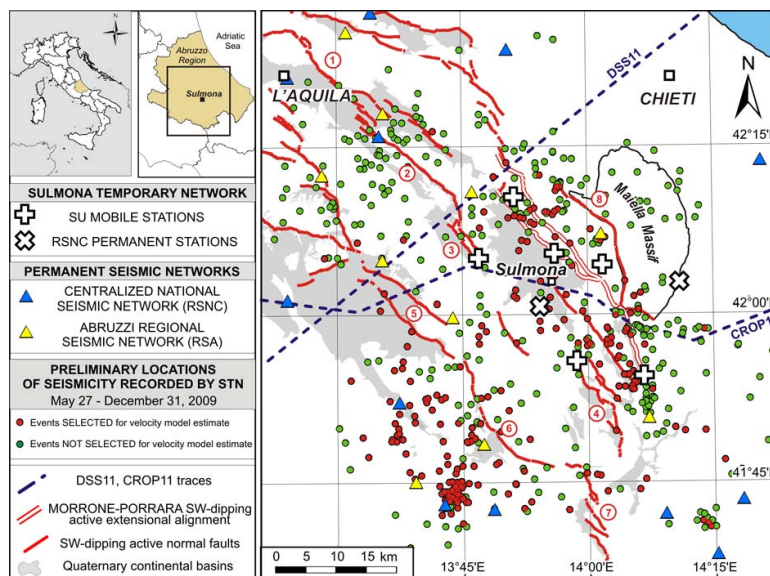 Adriatic
Sea
Abruzzo
Region
Sulmona
SULMONA TEMPORARY NETWORK
SU MOBILE STATIONS
RSNC PERMANENT STATIONS
PERMANENT SEISMIC NETWORKS
CENTRALIZED NATIONAL
SEISMIC NETWORK (RSNC)
ABRUZZI REGIONAL
SEISMIC NETWORK (RSA)
PRELIMINARY LOCATIONS
OF SEISMICITY RECORDED BY STN
May 27 - December 31, 2009
Events SELECTED for velocity model estimate
Events NOT SELECTED for velocity model estimate
DSS11, CROP11 traces
MORRONE-PORRARA SW-dipping
active extensional alignment
SW-dipping active normal faults
Quaternary continental basins
1
DSS11
N
L'AQUILA
CHIETI
42°15'
2
8
Maiella Massif
3
Sulmona
42°00'
5
CROP11
4
6
41°45'
7
0 5 10 15 km
13°45' 14°00' 14°15'